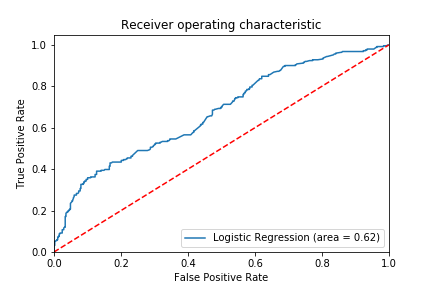 Receiver operating characteristic
True Positive Rate
1.0
0.8
0.6
0.4
0.2
0.0
Logistic Regression (area = 0.62)
0.0 0.2 0.4 0.6 0.8 1.0
False Positive Rate